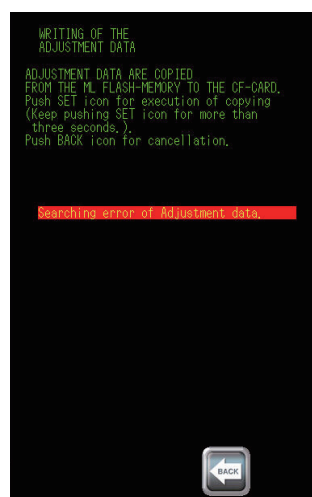 WRITING OF THE
ADJUSTMENT DATA
ADJUSTMENT DATA ARE COPIED
FROM THE ML FLASH-MEMORY TO THE CF-CARD.
Push SET icon for execution of copying
(Keep pushing SET icon for more than
three seconds.).
Push BACK icon for cancellation.
Searching error of Adjustment data.
BACK